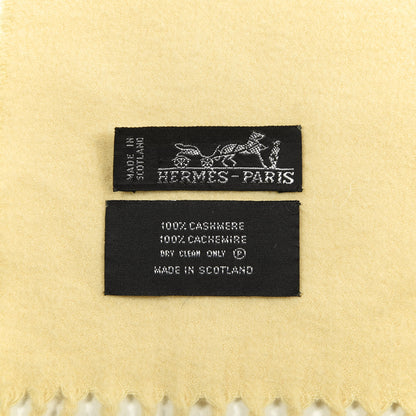 MADE IN
SCOTLAND
HERMÈS-PARIS
100% CASHMERE
100% CACHEMIRE
DRY CLEAN ONLY Ⓟ
MADE IN SCOTLAND